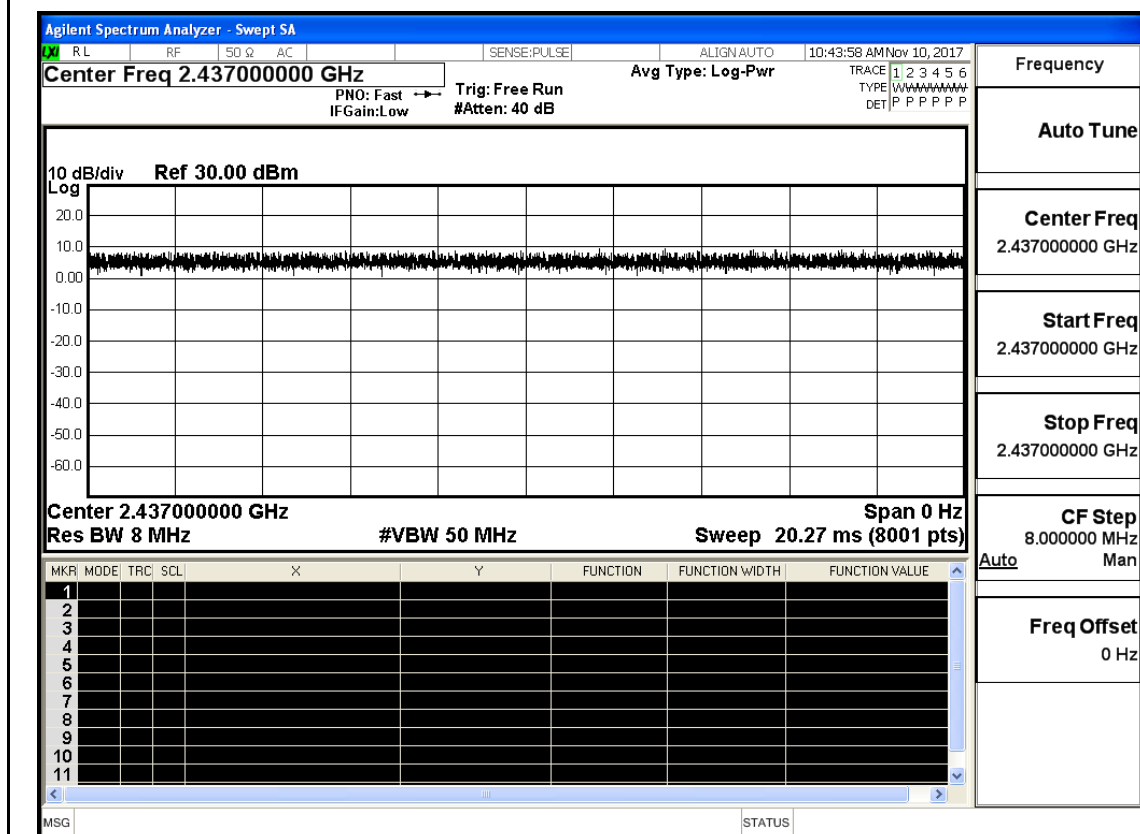 Agilent Spectrum Analyzer - Swept SA
LXI RL RF 50 Ω AC SENSE:PULSE ALIGN AUTO 10:43:58 AM Nov 10, 2017
Center Freq 2.437000000 GHz
PNO: Fast
IFGain:Low
Trig: Free Run
#Atten: 40 dB
Avg Type: Log-Pwr
TRACE 1 2 3 4 5 6
TYPE
DET P P P P P P
10 dB/div Ref 30.00 dBm
Log
20.0
10.0
0.00
-10.0
-20.0
-30.0
-40.0
-50.0
-60.0
Center 2.437000000 GHz Span 0 Hz
Res BW 8 MHz #VBW 50 MHz Sweep 20.27 ms (8001 pts)
MKR MODE TRC SCL X Y FUNCTION FUNCTION WIDTH FUNCTION VALUE
1
2
3
4
5
6
7
8
9
10
11
MSG STATUS
Frequency
Auto Tune
Center Freq
2.437000000 GHz
Start Freq
2.437000000 GHz
Stop Freq
2.437000000 GHz
CF Step
8.000000 MHz
Auto Man
Freq Offset
0 Hz